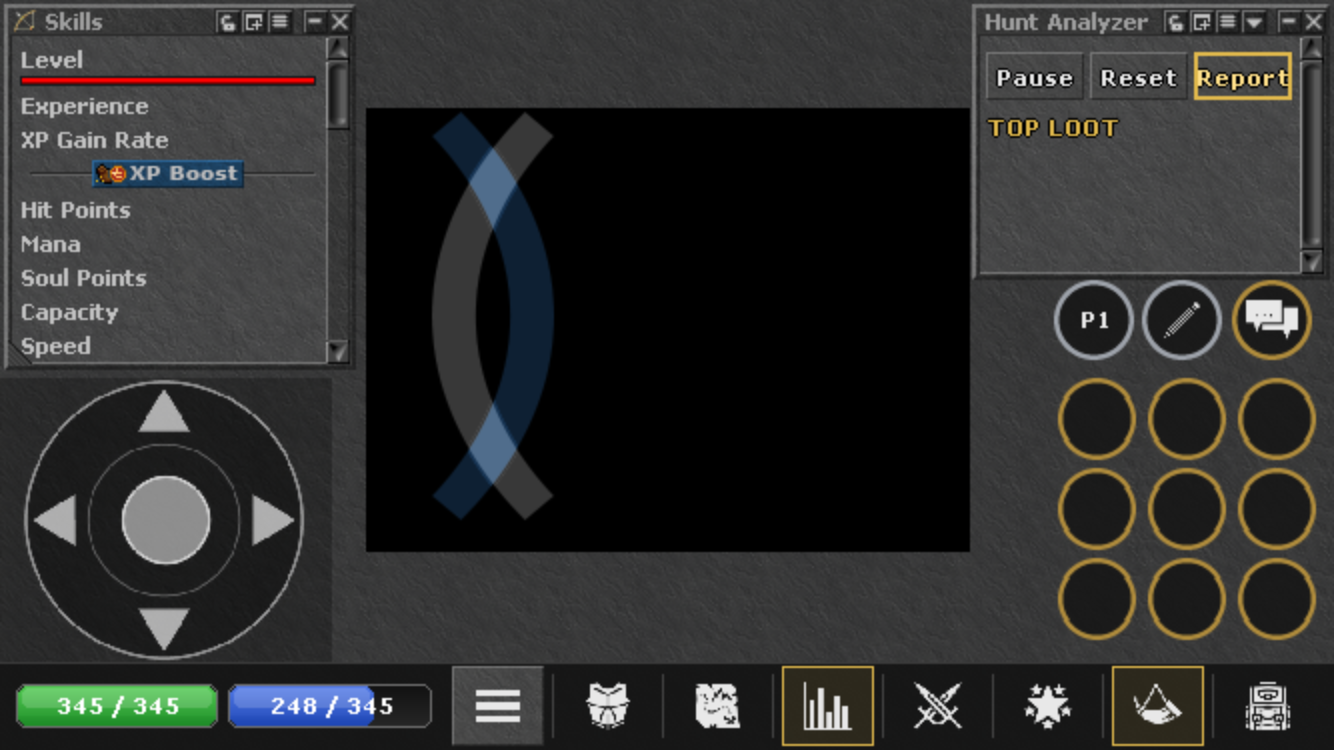 Skills
Level
Experience
XP Gain Rate
XP Boost
Hit Points
Mana
Soul Points
Capacity
Speed
Hunt Analyzer
Pause Reset Report
TOP LOOT
P1
345 / 345 248 / 345